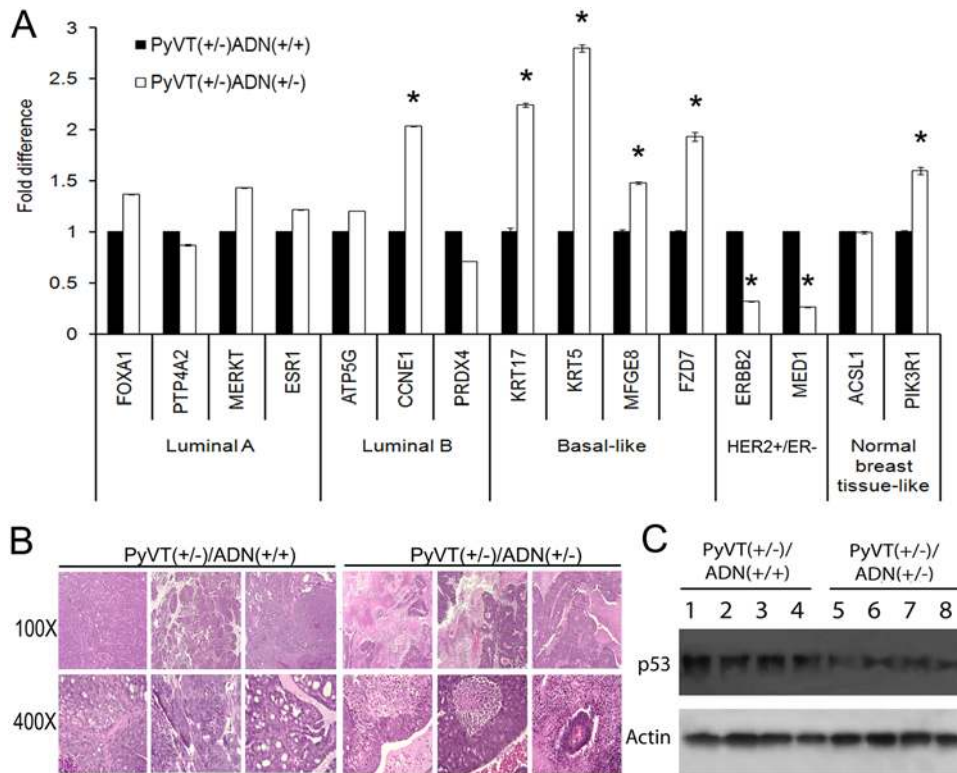 A
PyVT(+/-)ADN(+/+)
PyVT(+/-)ADN(+/-)
Fold difference
3
2.5
2
1.5
1
0.5
0
* * * * * * * *
FOXA1 PTP4A2 MERKT ESR1 ATP5G CCNE1 PRDX4 KRT17 KRT5 MFGE8 FZD7 ERBB2 MED1 ACSL1 PIK3R1
Luminal A Luminal B Basal-like HER2+/ER- Normal
breast
tissue-like
B
PyVT(+/-)/ADN(+/+) PyVT(+/-)/ADN(+/-)
100X
400X
C
PyVT(+/-)/ PyVT(+/-)/
ADN(+/+) ADN(+/-)
1 2 3 4 5 6 7 8
p53
Actin